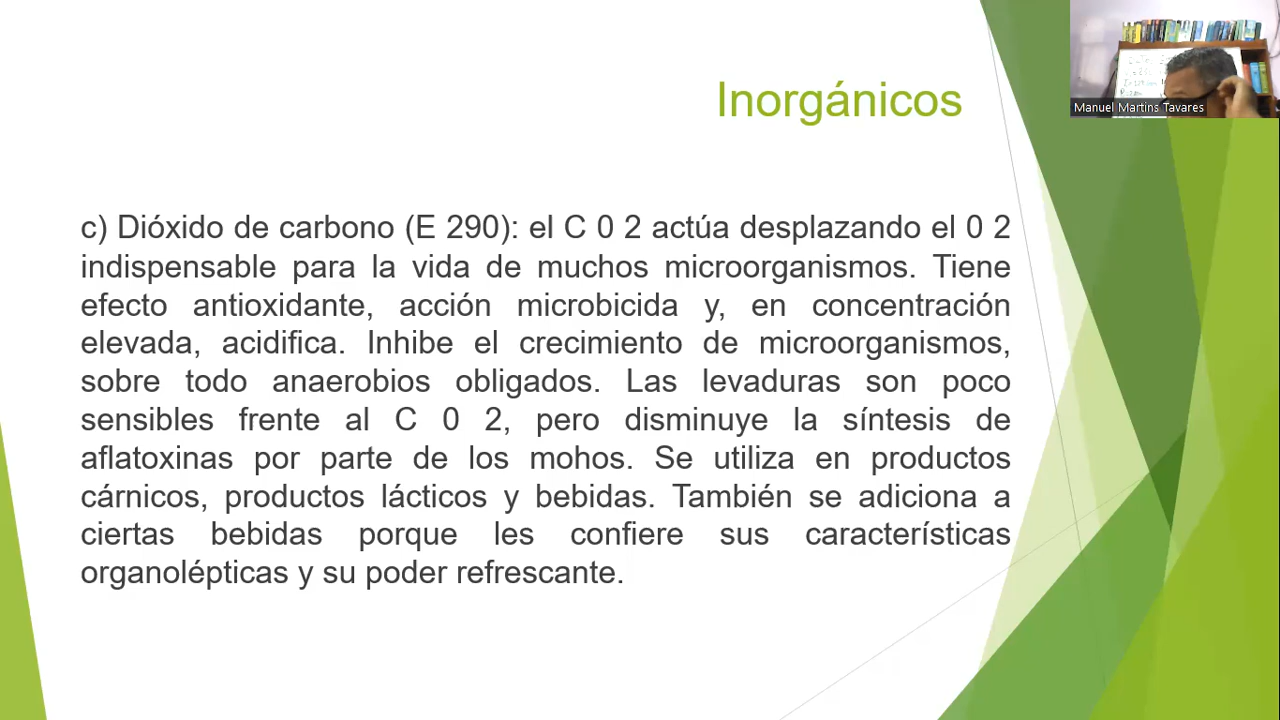 Inorgánicos
Manuel Martins Tavares
c) Dióxido de carbono (E 290): el C 0 2 actúa desplazando el 0 2
indispensable para la vida de muchos microorganismos. Tiene
efecto antioxidante, acción microbicida y, en concentración
elevada, acidifica. Inhibe el crecimiento de microorganismos,
sobre todo anaerobios obligados. Las levaduras son poco
sensibles frente al C 0 2, pero disminuye la síntesis de
aflatoxinas por parte de los mohos. Se utiliza en productos
cárnicos, productos lácticos y bebidas. También se adiciona a
ciertas bebidas porque les confiere sus características
organolépticas y su poder refrescante.